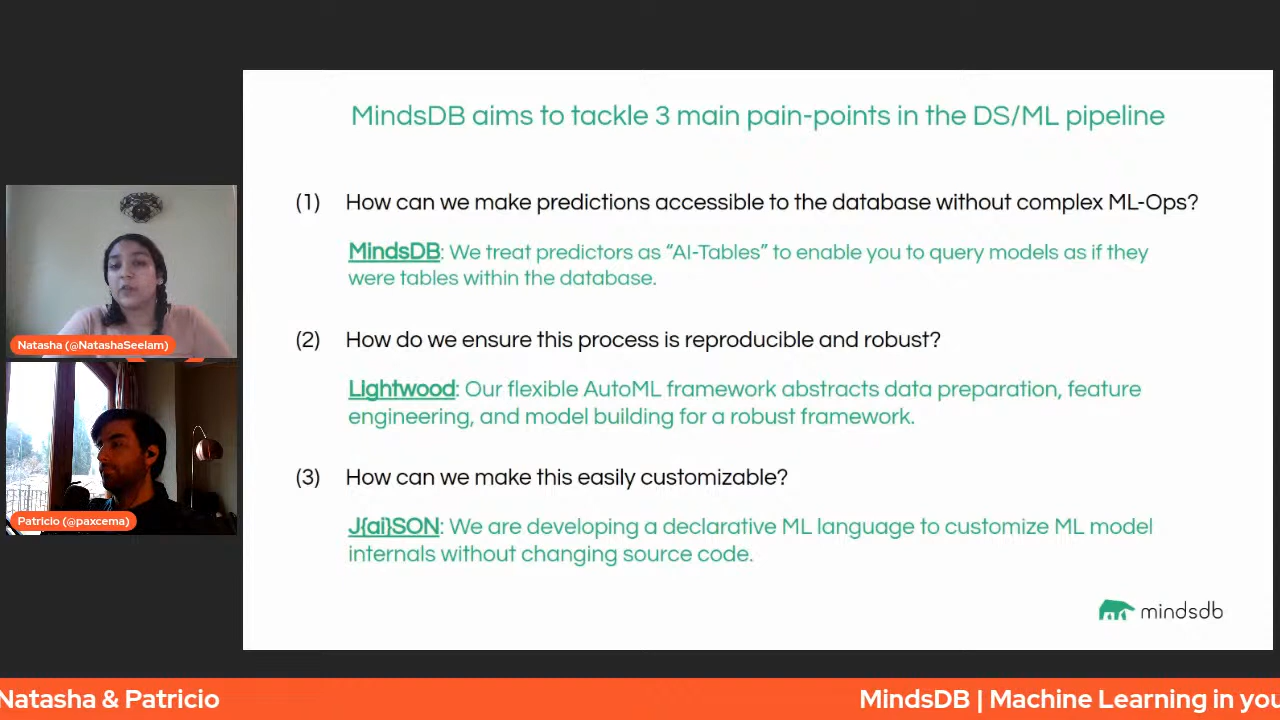 MindsDB aims to tackle 3 main pain-points in the DS/ML pipeline
(1) How can we make predictions accessible to the database without complex ML-Ops?
MindsDB: We treat predictors as “AI-Tables” to enable you to query models as if they
were tables within the database.
(2) How do we ensure this process is reproducible and robust?
Lightwood: Our flexible AutoML framework abstracts data preparation, feature
engineering, and model building for a robust framework.
(3) How can we make this easily customizable?
J{ai}SON: We are developing a declarative ML language to customize ML model
internals without changing source code.
mindsdb
Natasha (@NatashaSeelam)
Patricio (@paxcema)
Natasha & Patricio
MindsDB | Machine Learning in you